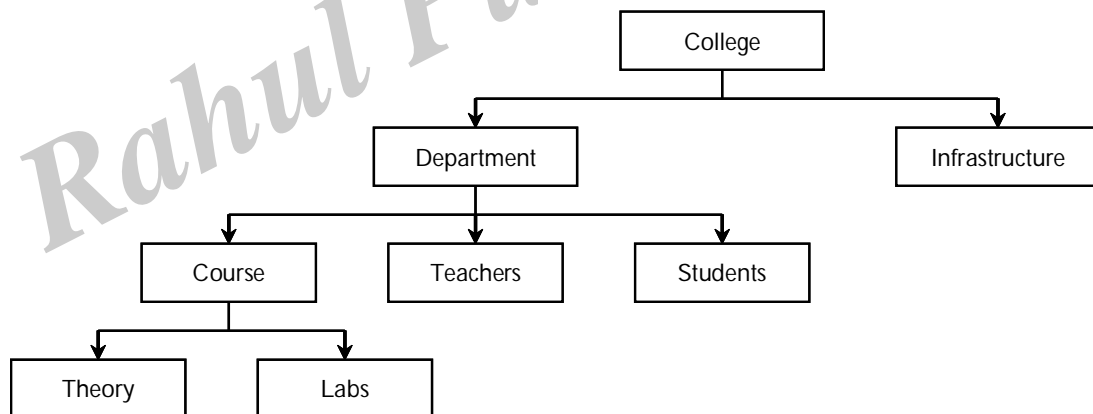 Rahul
College
Department
Infrastructure
Course
Teachers
Students
Theory
Labs